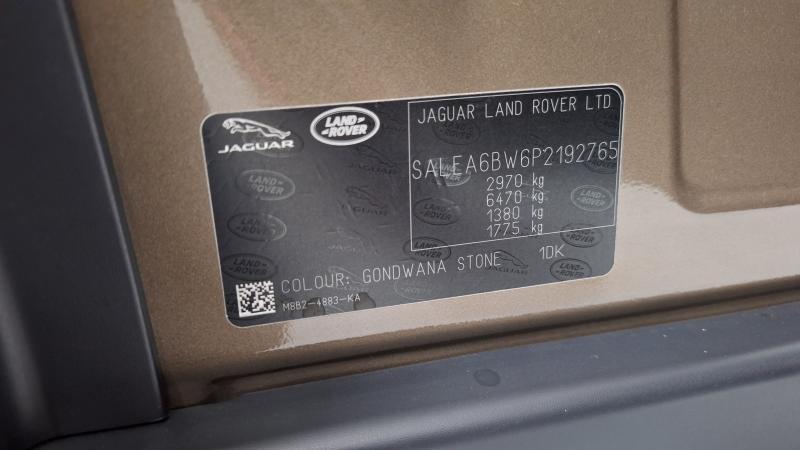 JAGUAR
LAND-
-ROVER
JAGUAR LAND ROVER LTD
SALEA6BW6P2192765
2970 kg
6470 kg
1380 kg
1775 kg
COLOUR: GONDWANA STONE 1DK
M8B2-4883-KA